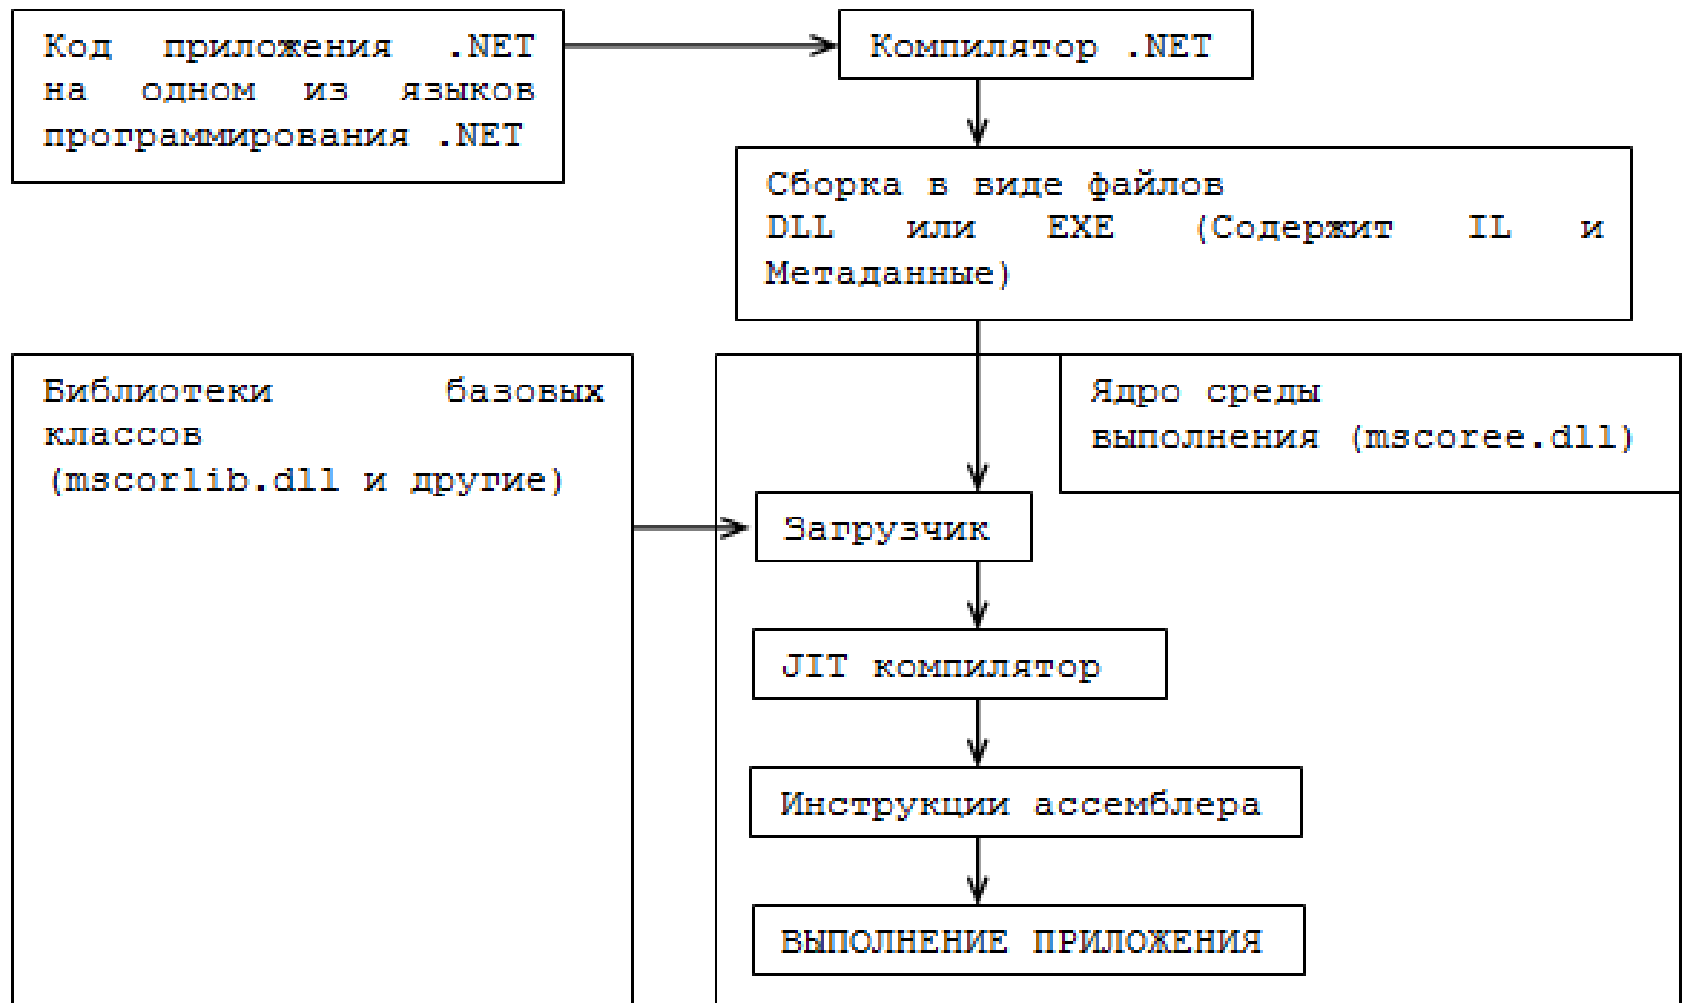 Код приложения .NET
на одном из языков
программирования .NET
Компилятор .NET
Сборка в виде файлов
DLL или EXE (Содержит IL и
Метаданные)
Библиотеки базовых
классов
(mscorlib.dll и другие)
Ядро среды
выполнения (mscoree.dll)
Загрузчик
JIT компилятор
Инструкции ассемблера
ВЫПОЛНЕНИЕ ПРИЛОЖЕНИЯ